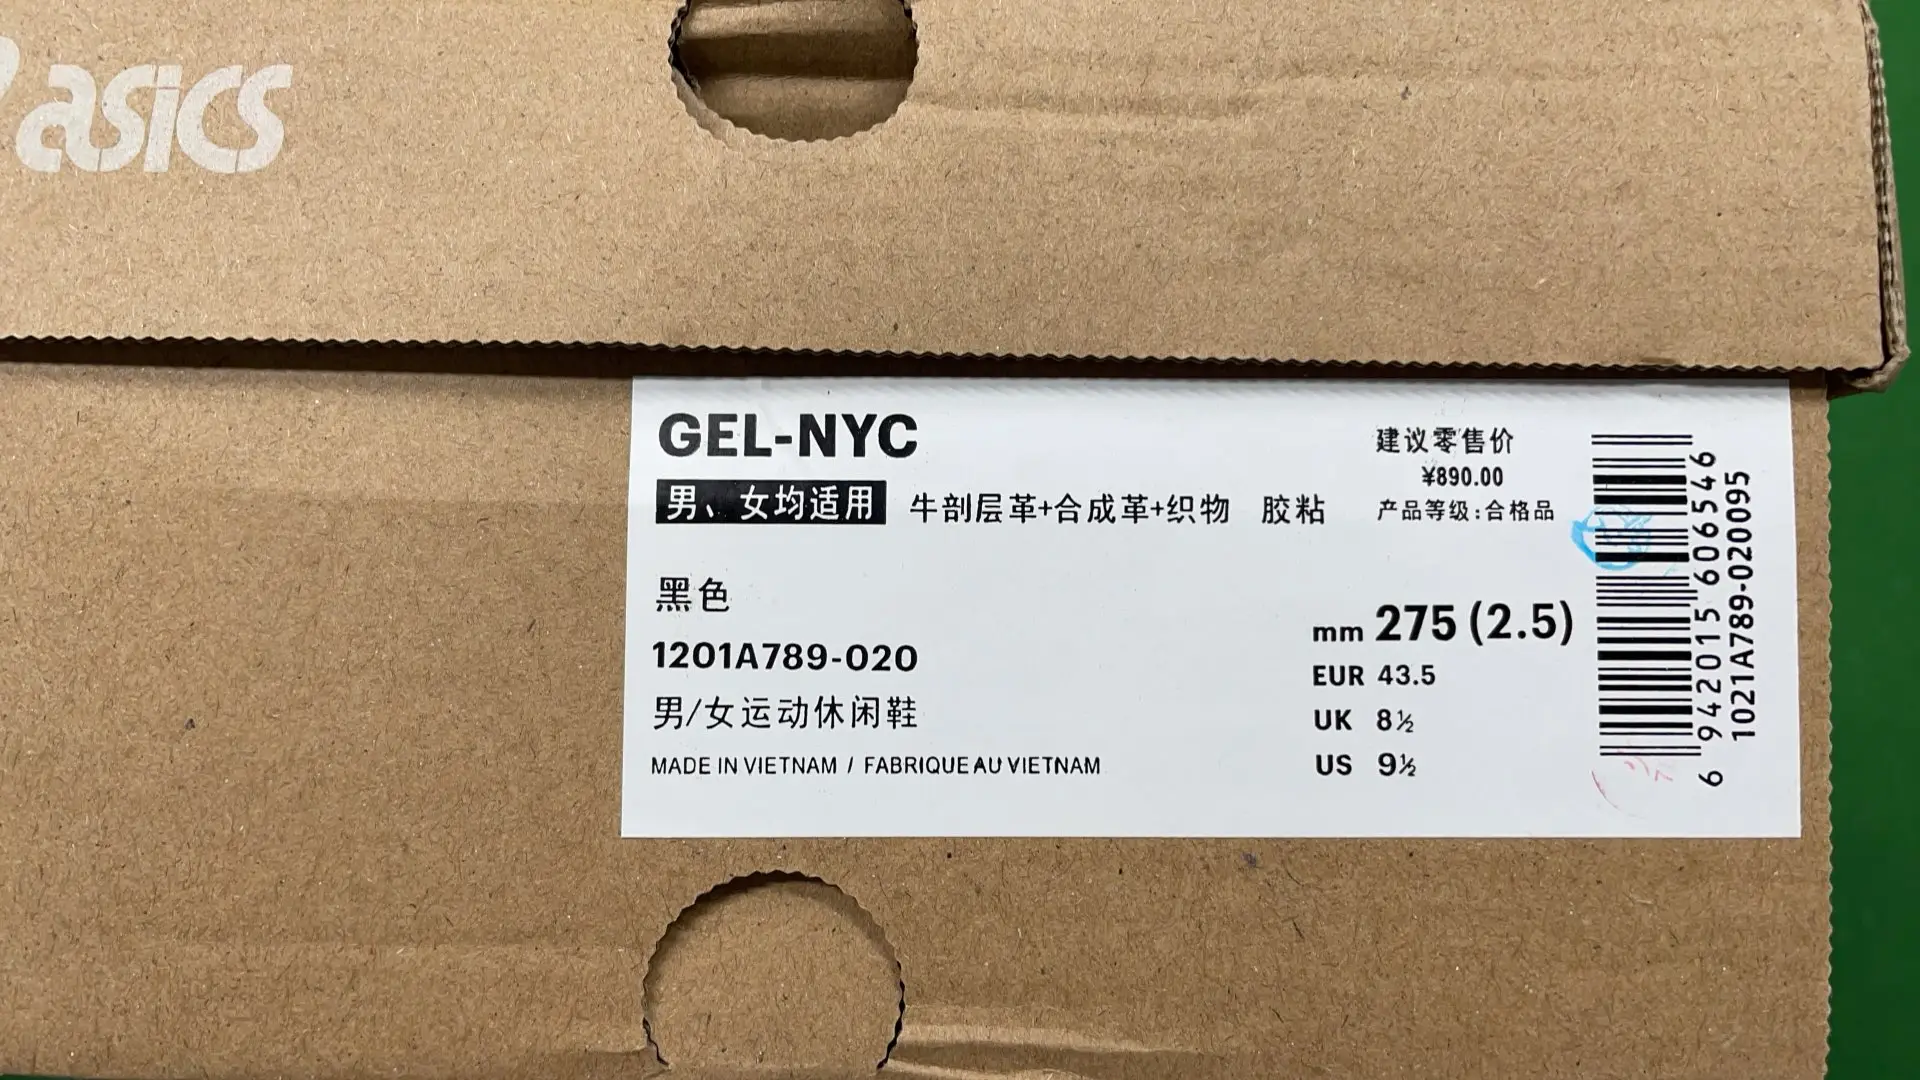 asics
GEL-NYC
男、女均适用 牛剖层革+合成革+织物 胶粘
建议零售价
¥890.00
产品等级:合格品
黑色
1201A789-020
男/女运动休闲鞋
MADE IN VIETNAM / FABRIQUE AU VIETNAM
mm 275 (2.5)
EUR 43.5
UK 8½
US 9½
6 942015 606546
1021A789-020095